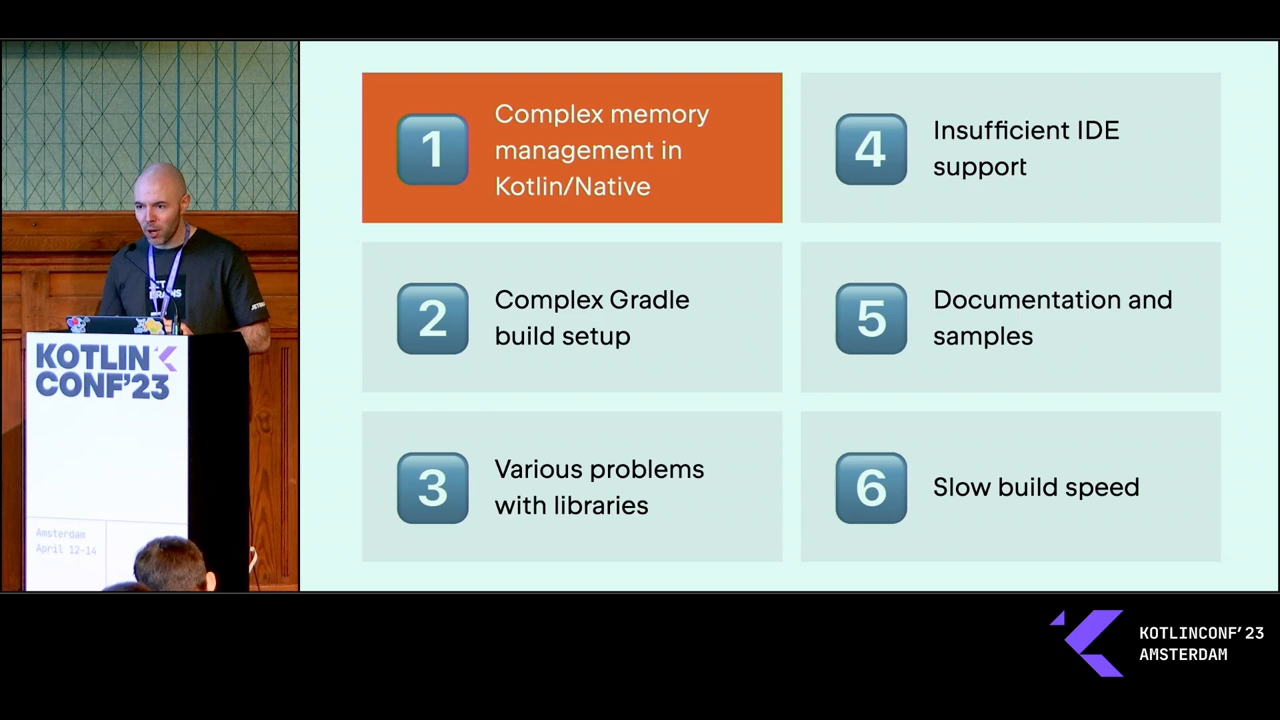 JET
BRAINS
KOTLIN
CONF'23
Amsterdam
April 12–14
1
Complex memory
management in
Kotlin/Native
2
Complex Gradle
build setup
3
Various problems
with libraries
4
Insufficient IDE
support
5
Documentation and
samples
6
Slow build speed
KOTLINCONF'23
AMSTERDAM